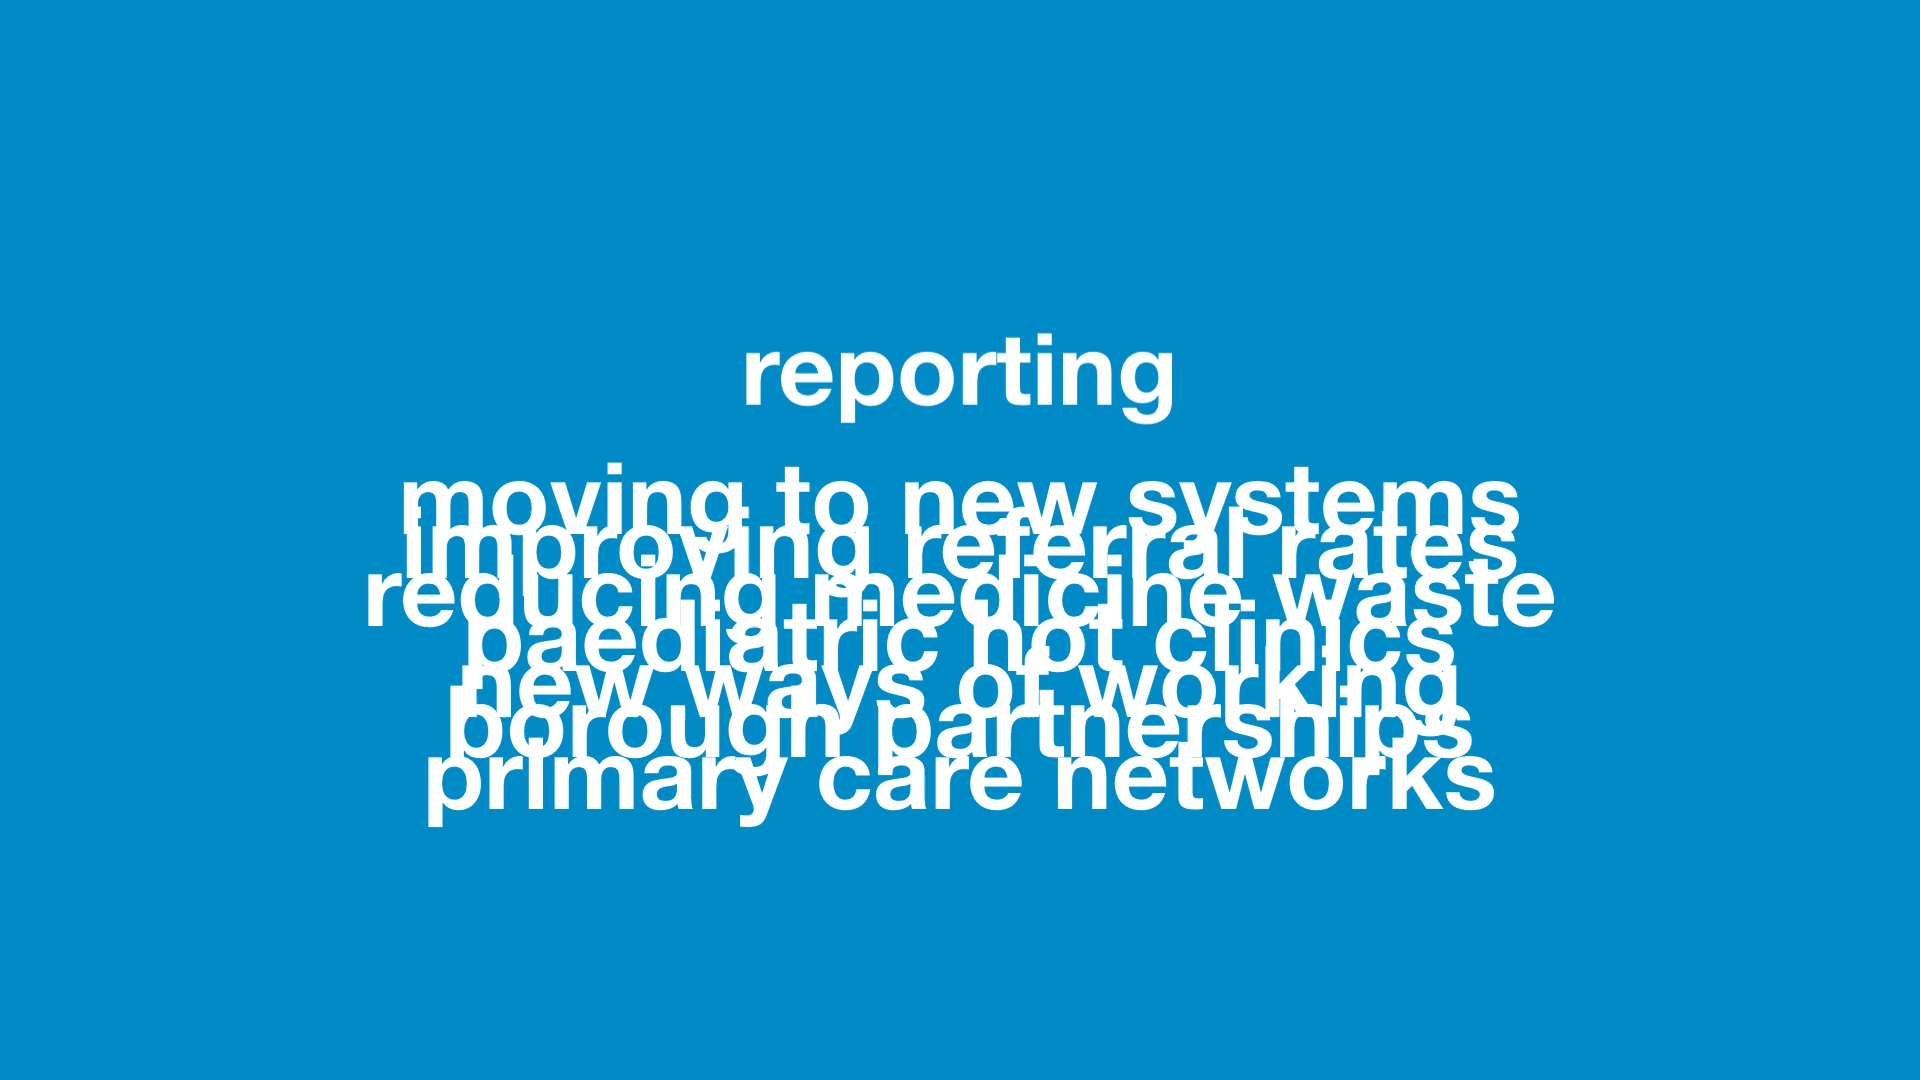 reporting
moving to new systems
improving referral rates
reducing medicine waste
paediatric hot clinics
new ways of working
borough partnerships
primary care networks